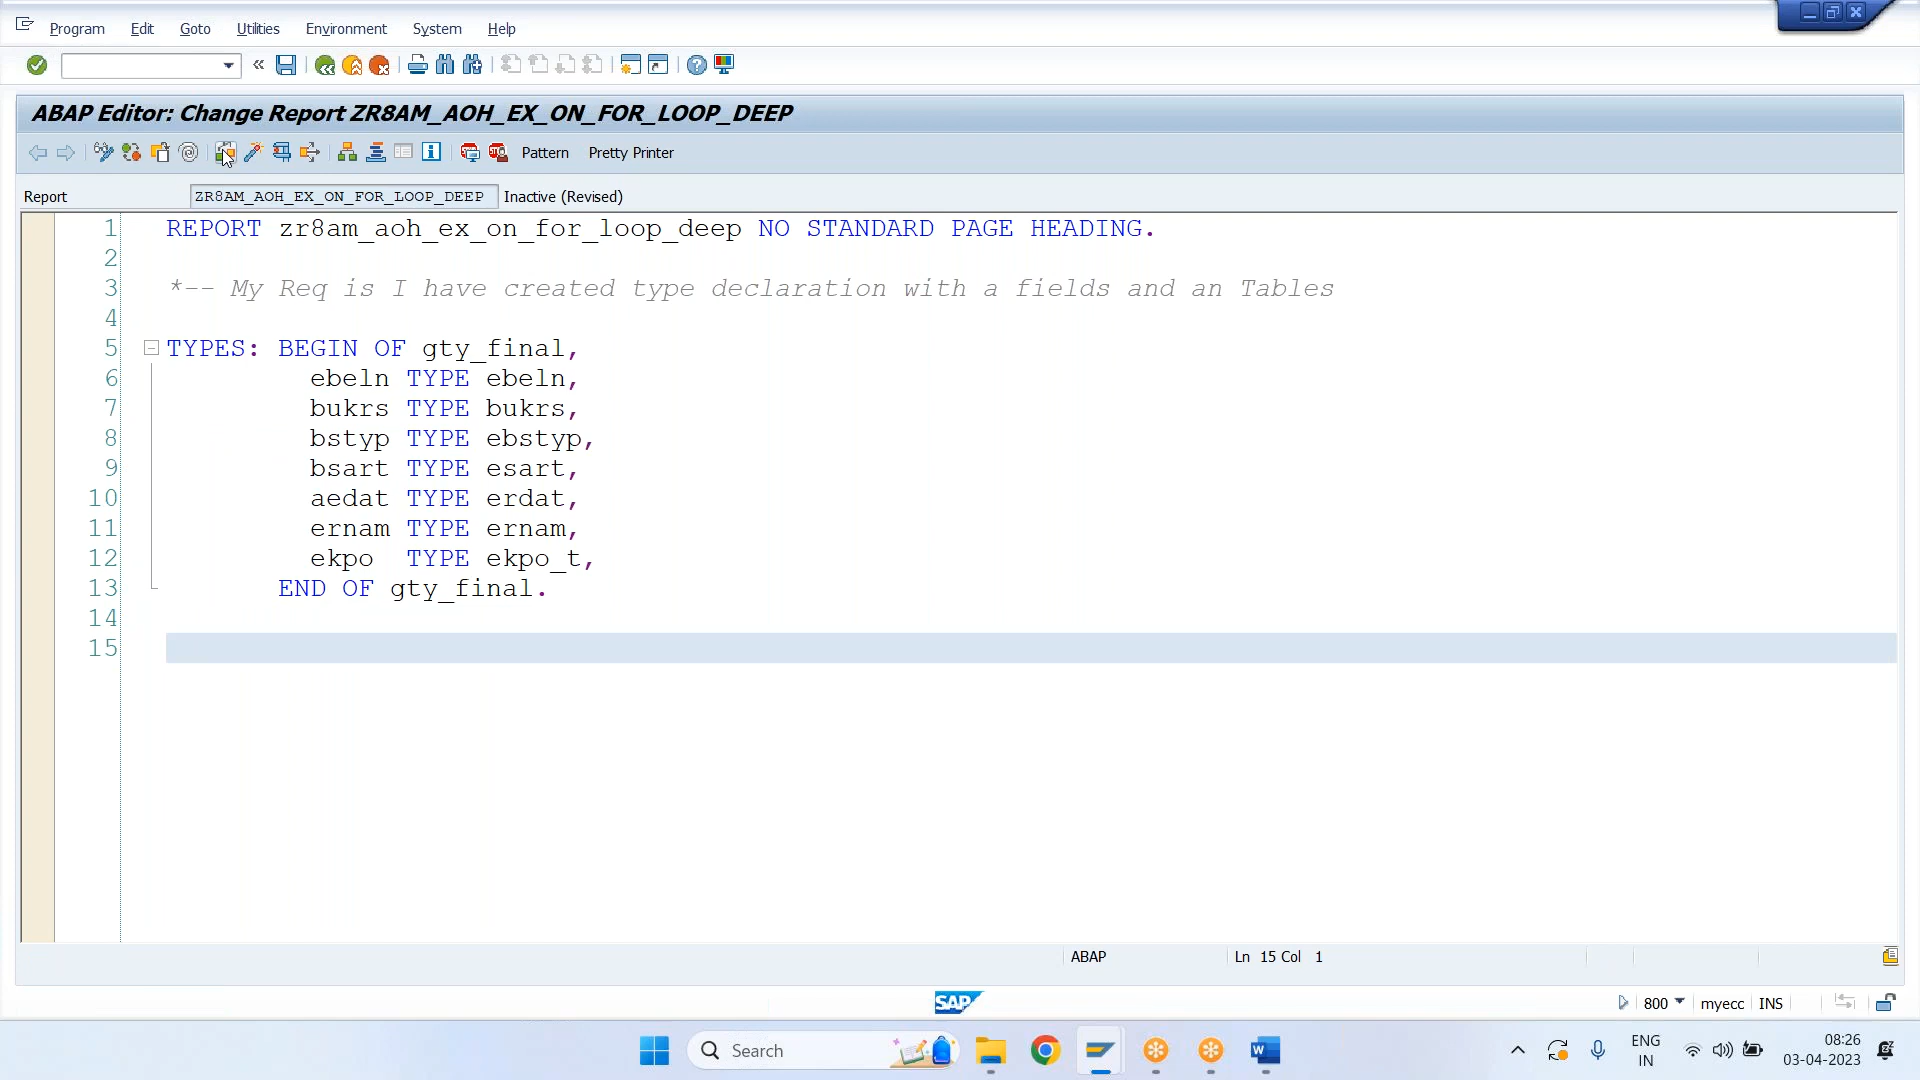 Program Edit Goto Utilities Environment System Help
ABAP Editor: Change Report ZR8AM_AOH_EX_ON_FOR_LOOP_DEEP
Pattern Pretty Printer
Report ZR8AM_AOH_EX_ON_FOR_LOOP_DEEP Inactive (Revised)
1 REPORT zr8am_aoh_ex_on_for_loop_deep NO STANDARD PAGE HEADING.
2
3 *-- My Req is I have created type declaration with a fields and an Tables
4
5 TYPES: BEGIN OF gty_final,
6 ebeln TYPE ebeln,
7 bukrs TYPE bukrs,
8 bstyp TYPE ebstyp,
9 bsart TYPE esart,
10 aedat TYPE erdat,
11 ernam TYPE ernam,
12 ekpo TYPE ekpo_t,
13 END OF gty_final.
14
15
ABAP Ln 15 Col 1
SAP 800 myecc INS
Search ENG IN 08:26 03-04-2023